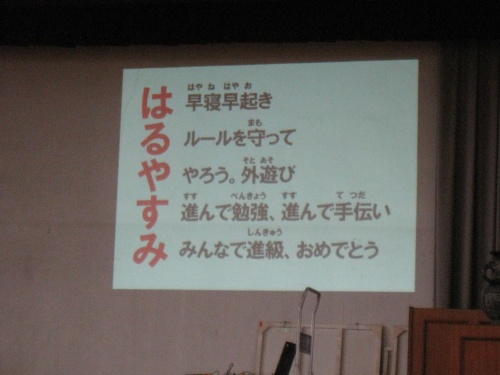 はるやすみ
早寝早起き
ルールを守って
やろう。外遊び
進んで勉強、進んで手伝い
みんなで進級、おめでとう